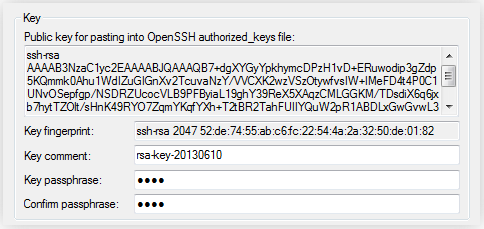 Key
Public key for pasting into OpenSSH authorized_keys file:
ssh-rsa
AAAAB3NzaC1yc2EAAAABJQAAAQB7+dgXYGyYpkhymcDPzH1vD+ERuwodip3gZdp
5KQmmk0Ahu1WdIZuGIGnXv2TcuvaNzY/VVCXK2wzVSzOtywfvsIW+IMeFD4t4P0C1
UNvOSepfgp/NSDRZUcocVLB9PFByiaL19ghY39ReX5XAqzCMLGGKM/TDsdiX6q6jx
b7hytTZOlt/sHnK49RYO7ZqmYKqfYXh+T2tBR2TahFUIIYQuW2pR1ABDLxGwGvwL3
Key fingerprint:
ssh-rsa 2047 52:de:74:55:ab:c6:fc:22:54:4a:2a:32:50:de:01:82
Key comment:
rsa-key-20130610
Key passphrase:
●●●●
Confirm passphrase:
●●●●